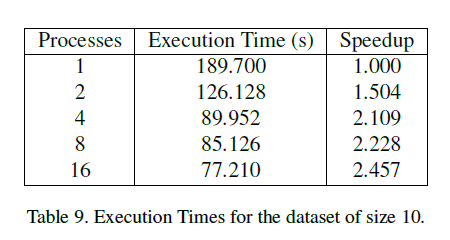 Processes Execution Time (s) Speedup
1 189.700 1.000
2 126.128 1.504
4 89.952 2.109
8 85.126 2.228
16 77.210 2.457
Table 9. Execution Times for the dataset of size 10.